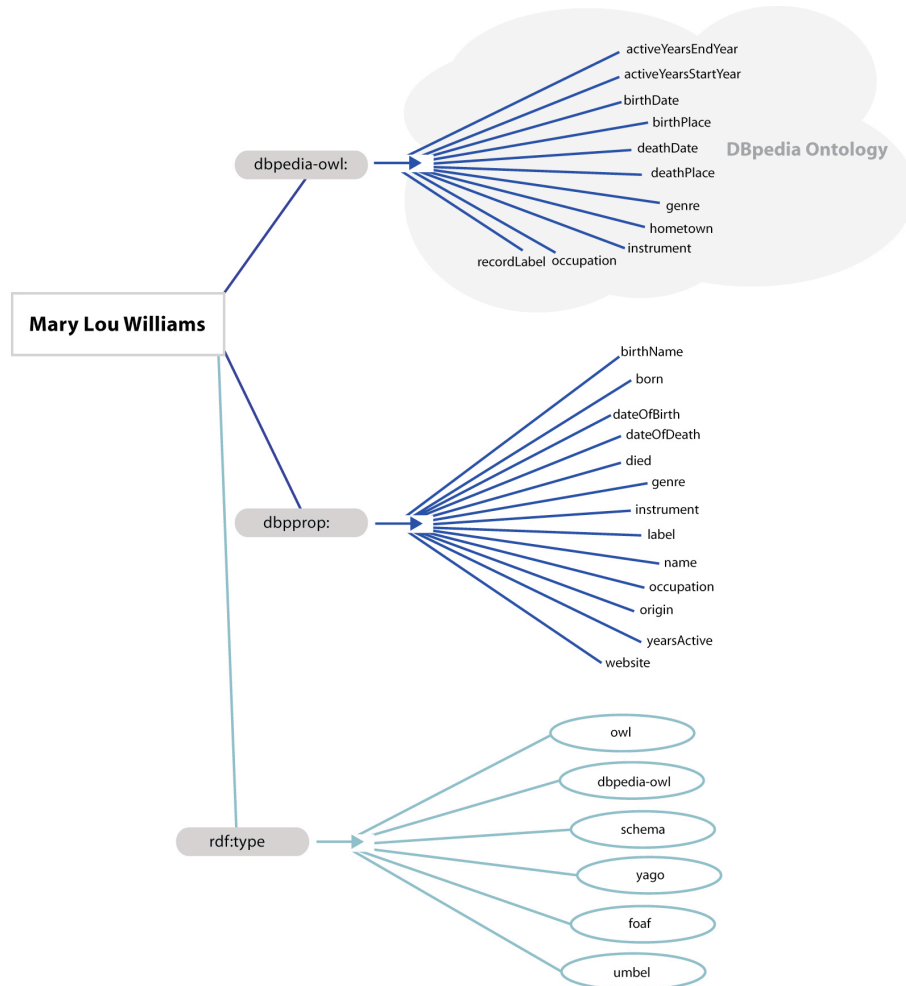 activeYearsEndYear
activeYearsStartYear
birthDate
birthPlace
dbpedia-owl:
deathDate
DBpedia Ontology
deathPlace
genre
hometown
instrument
recordLabel occupation
Mary Lou Williams
birthName
born
dateOfBirth
dateOfDeath
died
genre
dbpprop:
instrument
label
name
occupation
origin
yearsActive
website
owl
dbpedia-owl
schema
rdf:type
yago
foaf
umbel